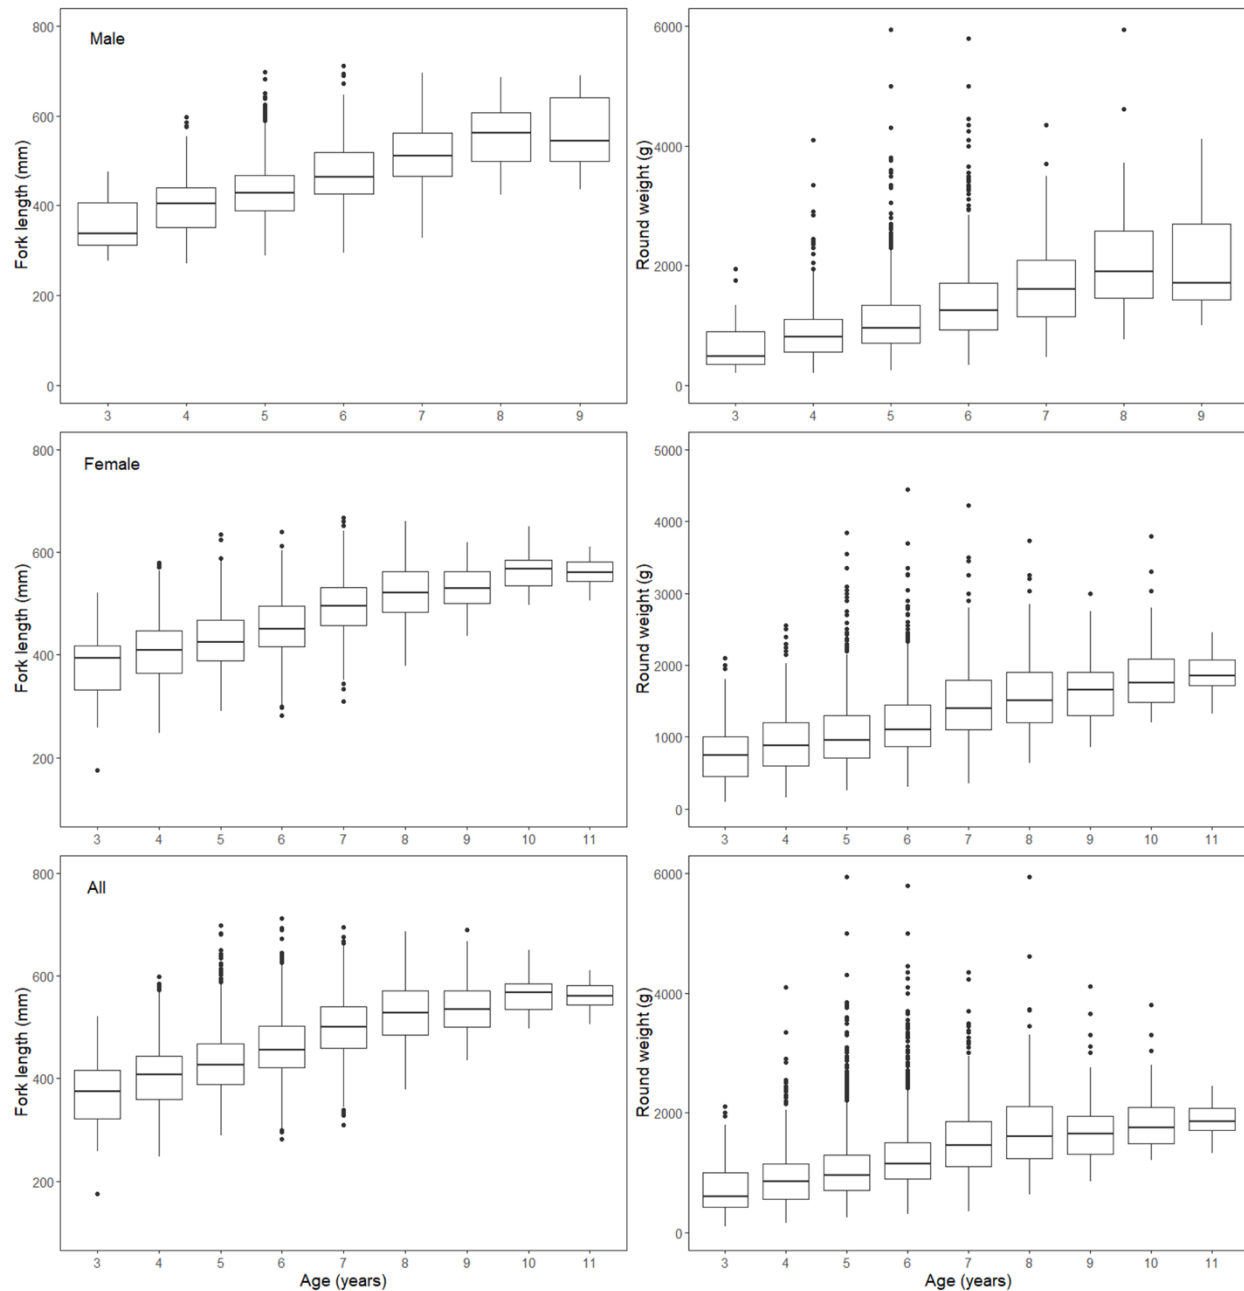 Male
Fork length (mm)
800
600
400
200
0
3 4 5 6 7 8 9
Round weight (g)
6000
4000
2000
0
3 4 5 6 7 8 9
Female
Fork length (mm)
800
600
400
200
3 4 5 6 7 8 9 10 11
Round weight (g)
5000
4000
3000
2000
1000
0
3 4 5 6 7 8 9 10 11
All
Fork length (mm)
800
600
400
200
3 4 5 6 7 8 9 10 11
Age (years)
Round weight (g)
6000
4000
2000
0
3 4 5 6 7 8 9 10 11
Age (years)